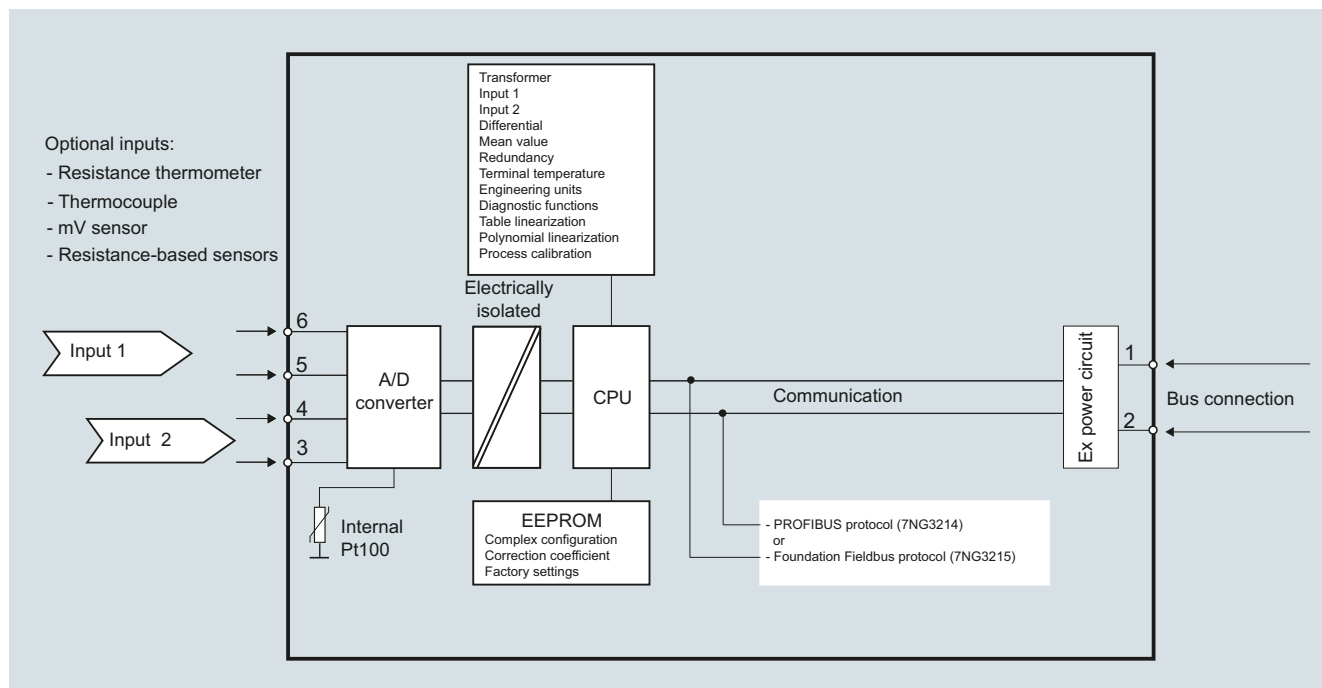 Transformer
Input 1
Input 2
Differential
Mean value
Redundancy
Terminal temperature
Engineering units
Diagnostic functions
Table linearization
Polynomial linearization
Process calibration
Optional inputs:
- Resistance thermometer
- Thermocouple
- mV sensor
- Resistance-based sensors
Electrically
isolated
Input 1
Input 2
6
5
4
3
A/D
converter
CPU
Communication
Ex power circuit
1
2
Bus connection
Internal
Pt100
EEPROM
Complex configuration
Correction coefficient
Factory settings
- PROFIBUS protocol (7NG3214)
or
- Foundation Fieldbus protocol (7NG3215)